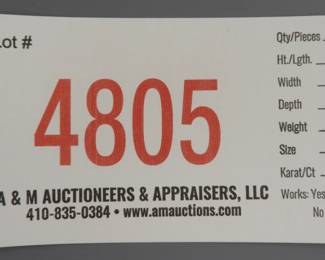 Lot #
4805
A & M AUCTIONEERS & APPRAISERS, LLC
410-835-0384 • www.amauctions.com
Qty/Pieces
Ht./Lgth.
Width
Depth
Weight
Size
Karat/Ct
Works: Yes
No